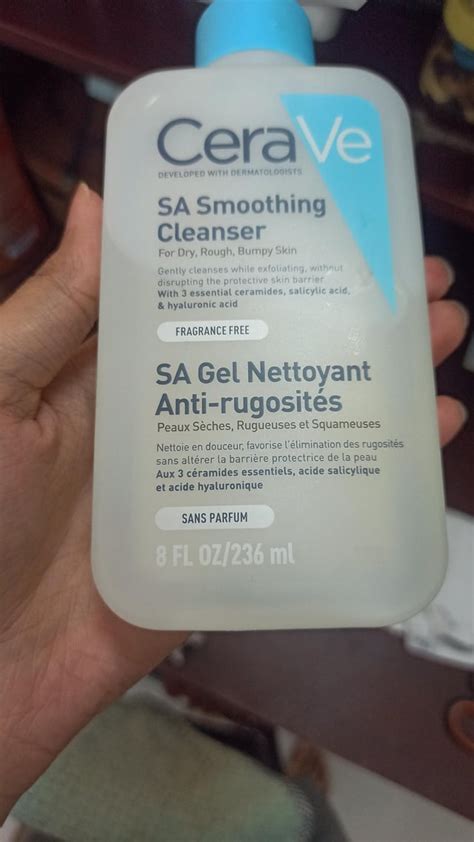 CeraVe
DEVELOPED WITH DERMATOLOGISTS
SA Smoothing
Cleanser
For Dry, Rough, Bumpy Skin
Gently cleanses while exfoliating, without
disrupting the protective skin barrier
With 3 essential ceramides, salicylic acid,
& hyaluronic acid
FRAGRANCE FREE
SA Gel Nettoyant
Anti-rugosités
Peaux Sèches, Rugueuses et Squameuses
Nettoie en douceur, favorise l'élimination des rugosités
sans altérer la barrière protectrice de la peau
Aux 3 céramides essentiels, acide salicylique
et acide hyaluronique
SANS PARFUM
8 FL OZ/236 ml